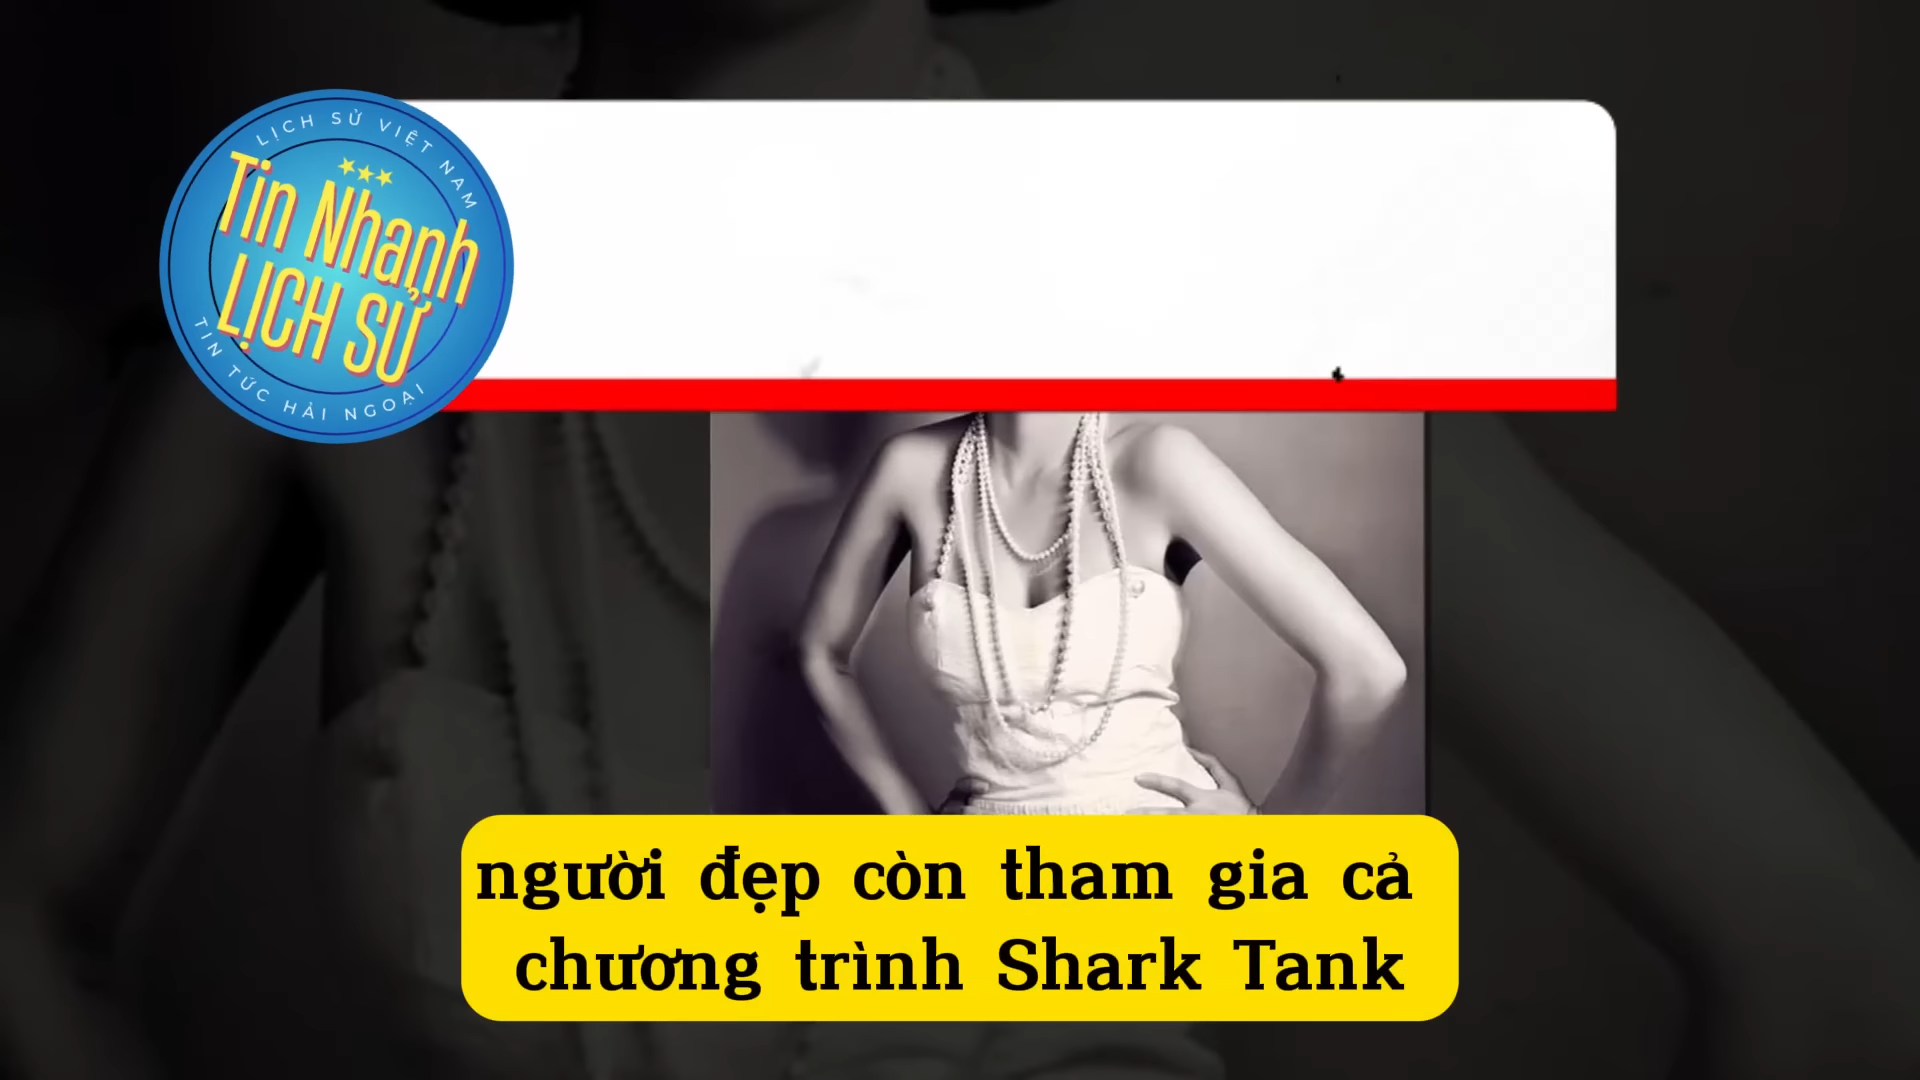 LỊCH SỬ VIỆT NAM
Tin Nhanh
LỊCH SỬ
TIN TỨC HẢI NGOẠI
người đẹp còn tham gia cả
chương trình Shark Tank